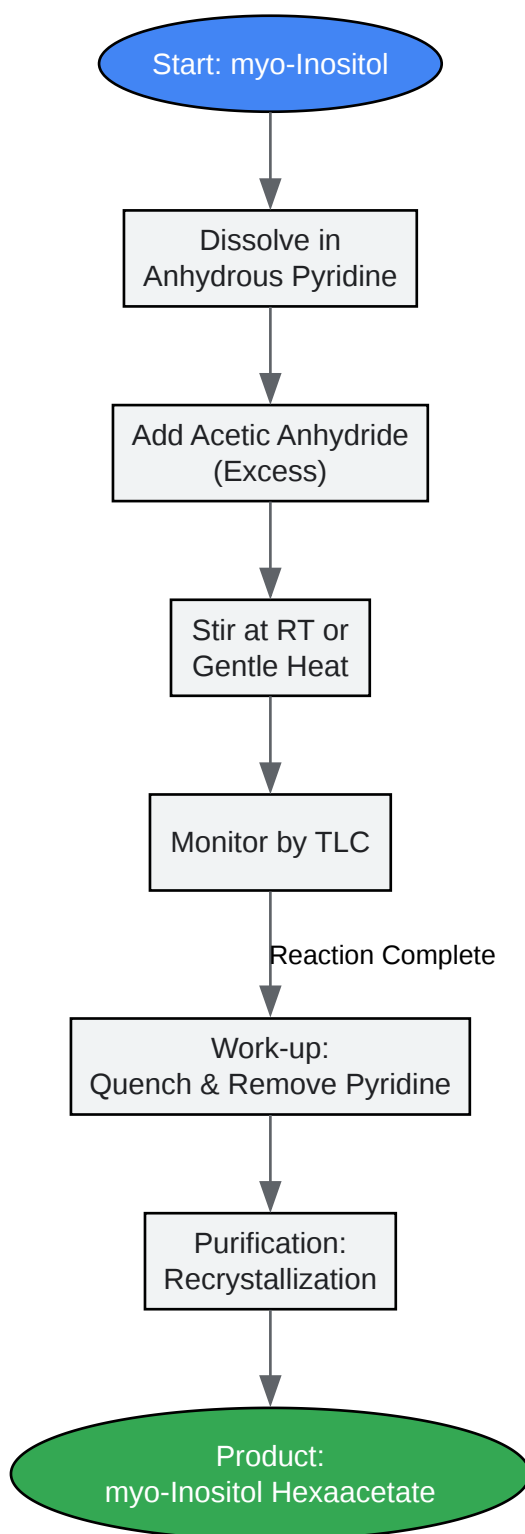 Start: myo-Inositol
Dissolve in
Anhydrous Pyridine
Add Acetic Anhydride
(Excess)
Stir at RT or
Gentle Heat
Monitor by TLC
Reaction Complete
Work-up:
Quench & Remove Pyridine
Purification:
Recrystallization
Product:
myo-Inositol Hexaacetate